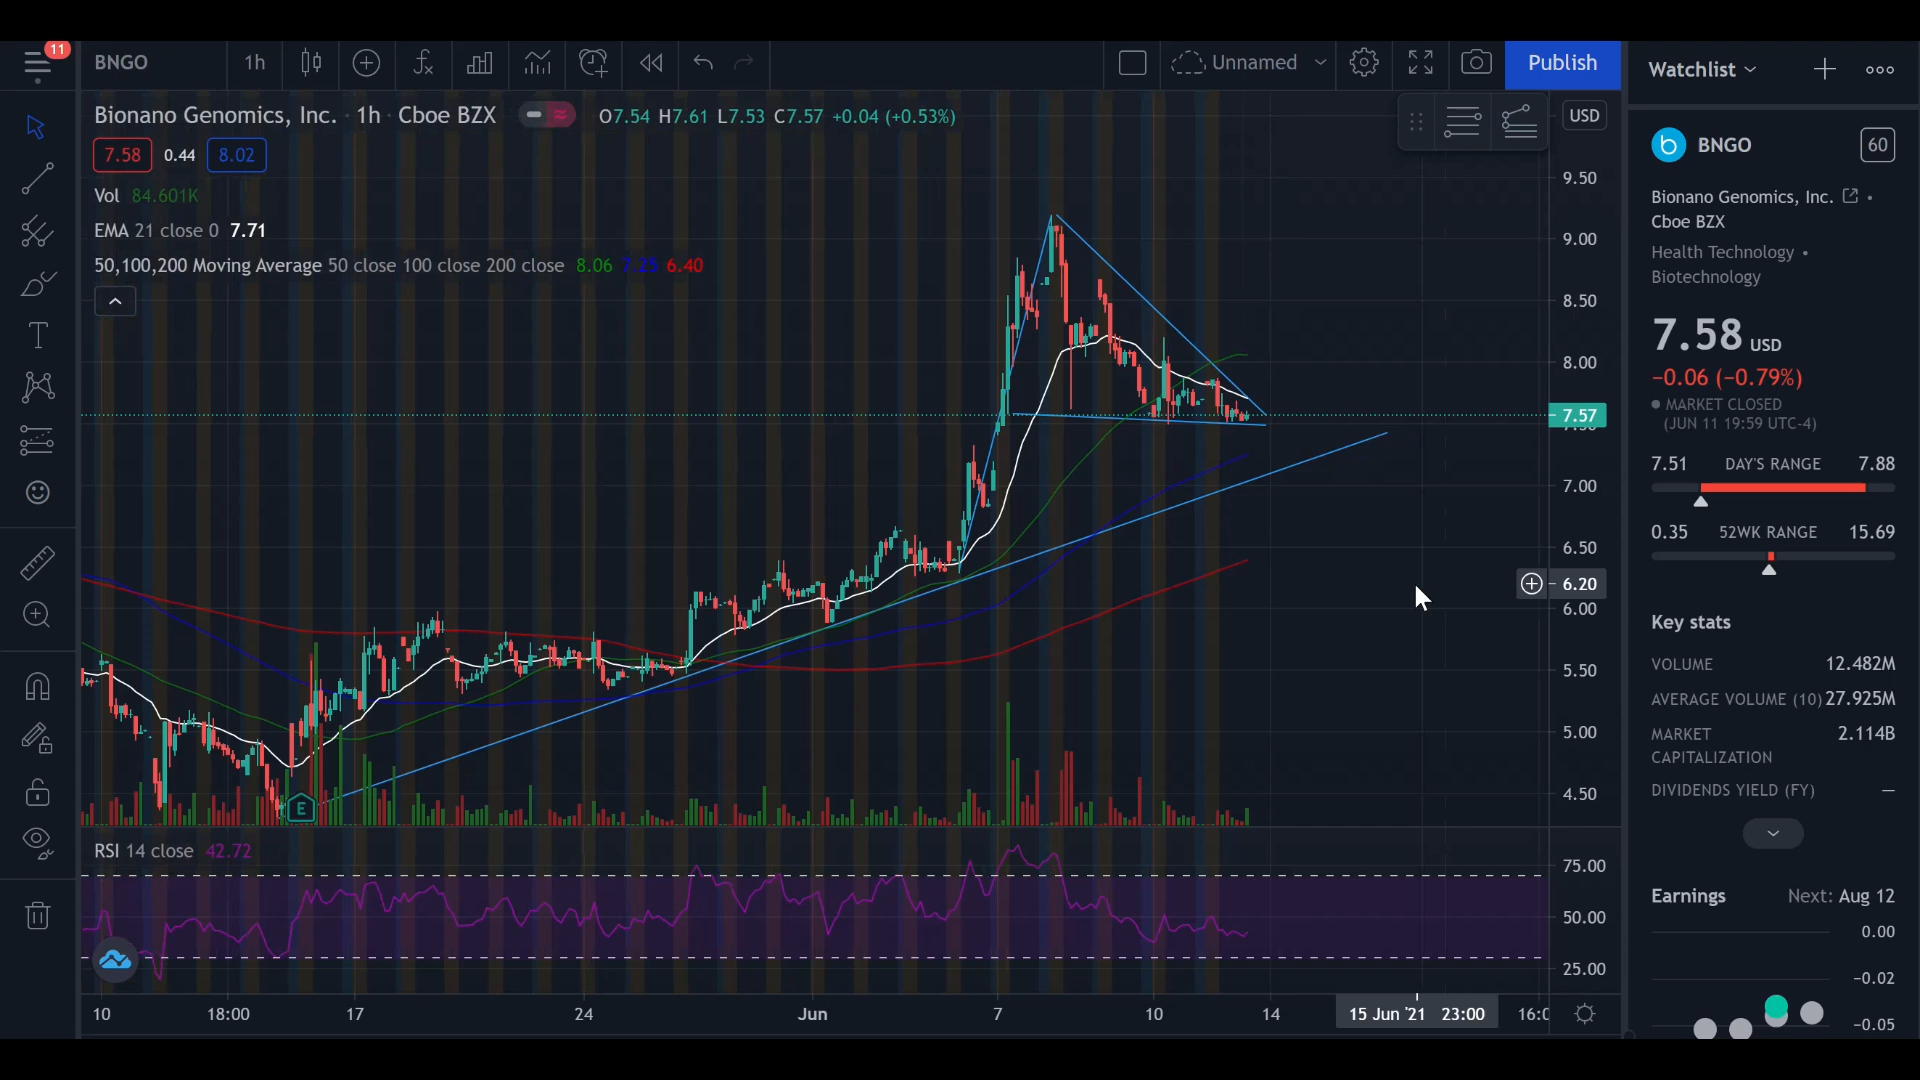 11
BNGO
1h
Unnamed
Publish
Watchlist
Bionano Genomics, Inc. · 1h · Cboe BZX
O7.54 H7.61 L7.53 C7.57 +0.04 (+0.53%)
USD
7.58
0.44
8.02
Vol 84.601K
EMA 21 close 0 7.71
50,100,200 Moving Average 50 close 100 close 200 close 8.06 7.25 6.40
9.50
9.00
8.50
8.00
7.57
7.00
6.50
6.20
6.00
5.50
5.00
4.50
E
RSI 14 close 42.72
75.00
50.00
25.00
10
18:00
17
24
Jun
7
10
14
15 Jun '21 23:00
BNGO
60
Bionano Genomics, Inc. •
Cboe BZX
Health Technology •
Biotechnology
7.58 USD
−0.06 (−0.79%)
MARKET CLOSED
(JUN 11 19:59 UTC-4)
7.51 DAY'S RANGE 7.88
0.35 52WK RANGE 15.69
Key stats
VOLUME 12.482M
AVERAGE VOLUME (10) 27.925M
MARKET CAPITALIZATION 2.114B
DIVIDENDS YIELD (FY) —
Earnings Next: Aug 12
0.00
−0.02
−0.05